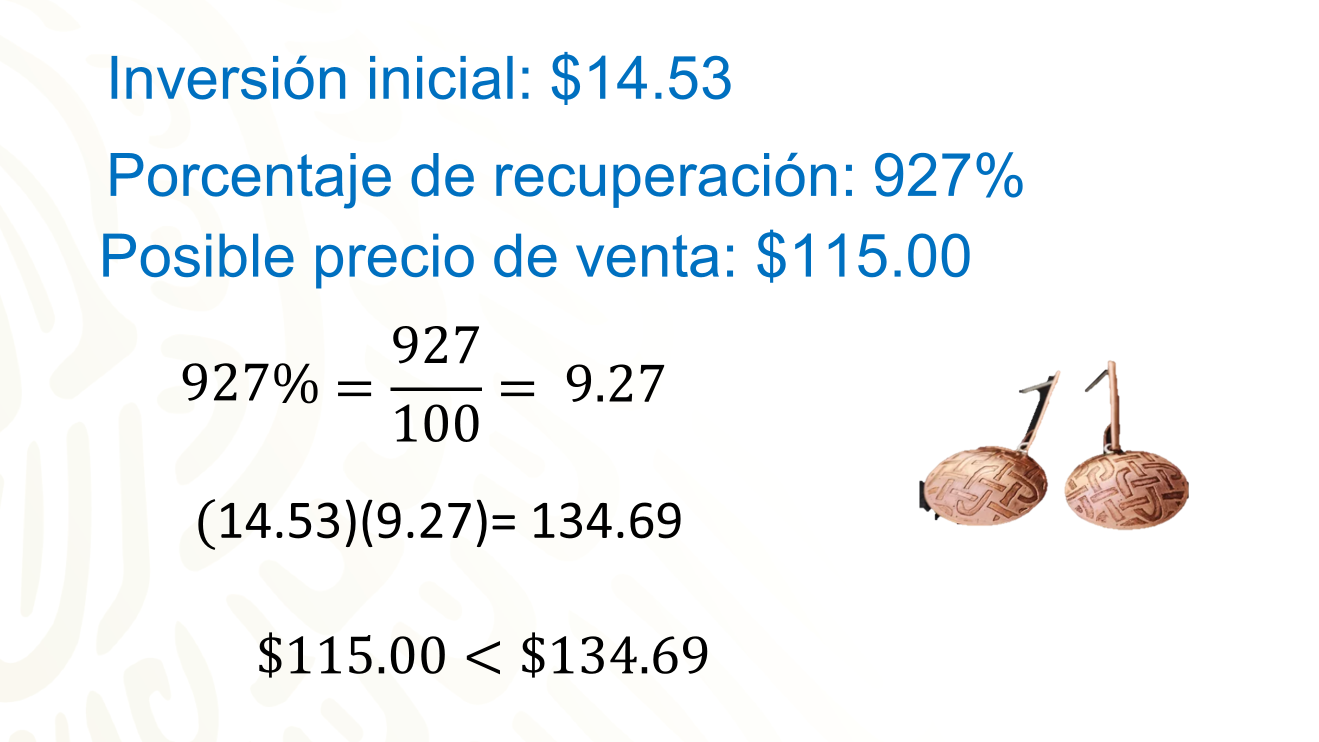 Inversión inicial: $14.53
Porcentaje de recuperación: 927%
Posible precio de venta: $115.00
927% = 927/100 = 9.27
(14.53)(9.27)= 134.69
$115.00 < $134.69